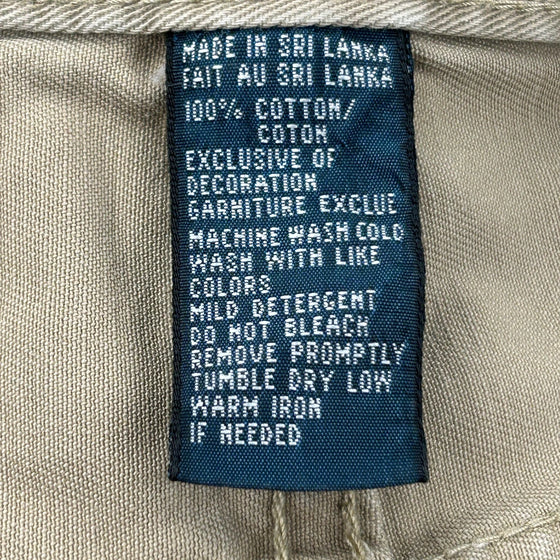 MADE IN SRI LANKA
FAIT AU SRI LANKA
100% COTTON/
COTON
EXCLUSIVE OF
DECORATION
GARNITURE EXCLUE
MACHINE WASH COLD
WASH WITH LIKE
COLORS
MILD DETERGENT
DO NOT BLEACH
REMOVE PROMPTLY
TUMBLE DRY LOW
WARM IRON
IF NEEDED